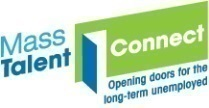 Mass
Talent
Connect
Opening doors for the
long-term unemployed